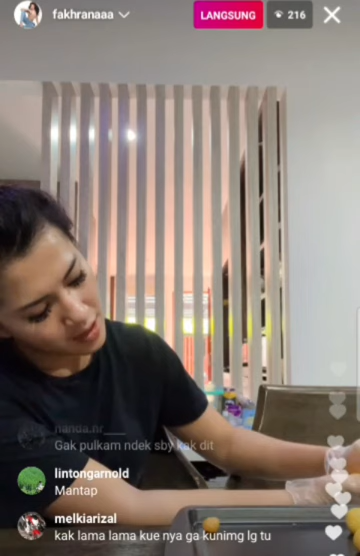 fakhranaaa
LANGSUNG
216
nanda.nr__
Gak pulkam ndek sby kak dit
lintongarnold
Mantap
melkiarizal
kak lama lama kue nya ga kunimg lg tu